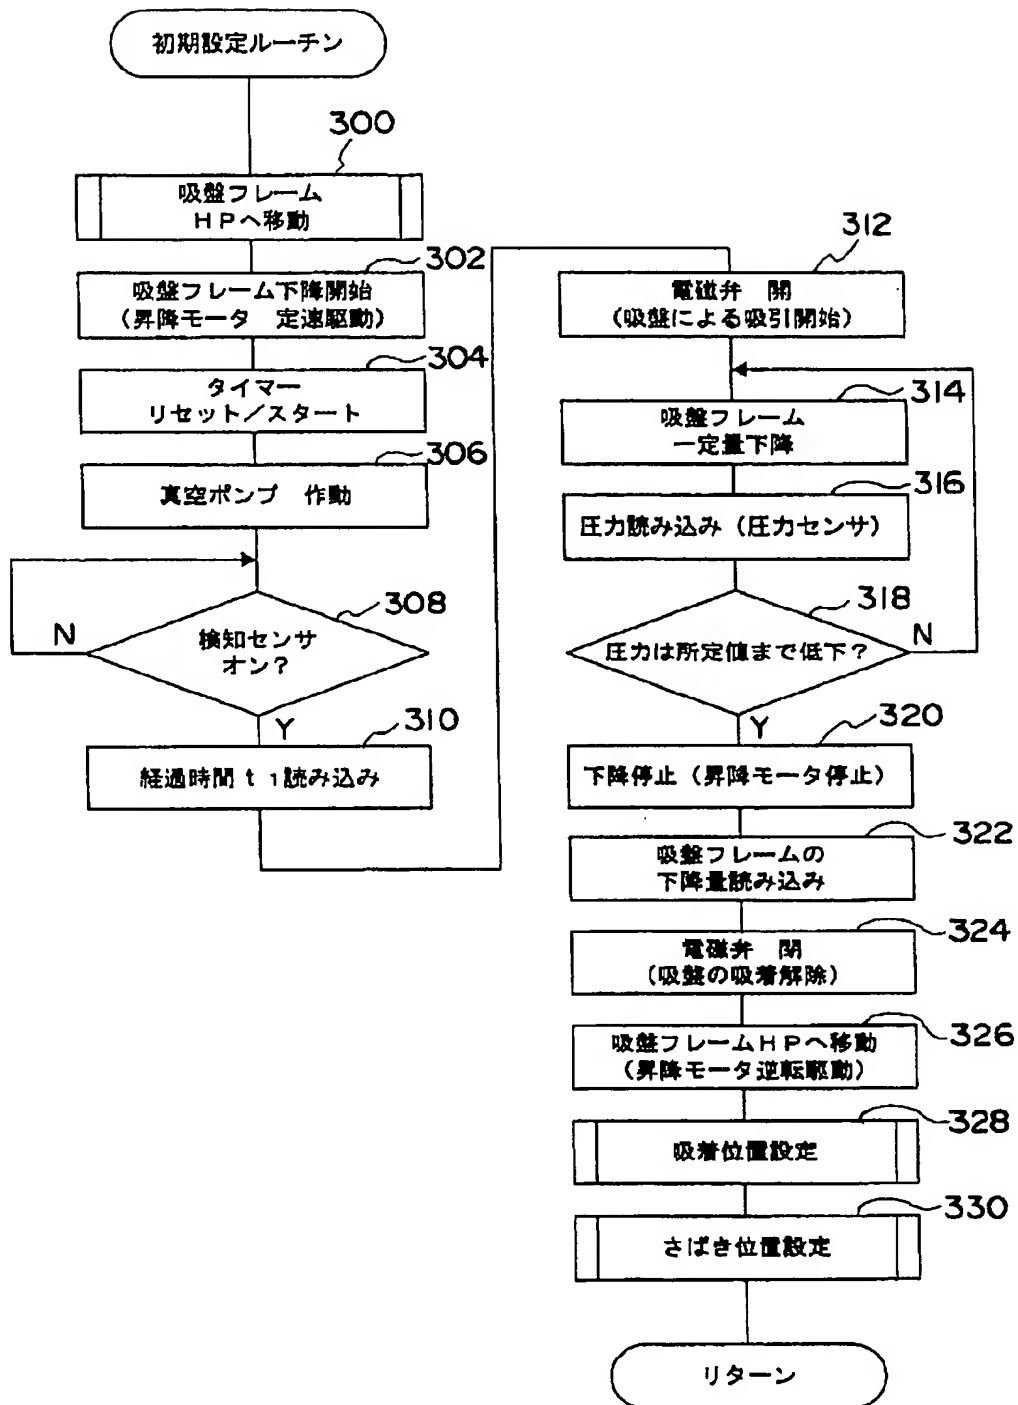 初期設定ルーチン
300
吸盤フレーム
HPへ移動
302
吸盤フレーム下降開始
(昇降モータ 定速駆動)
304
タイマー
リセット/スタート
306
真空ポンプ 作動
308
検知センサ
オン?
N
Y
310
経過時間t1読み込み
312
電磁弁 開
(吸盤による吸引開始)
314
吸盤フレーム
一定量下降
316
圧力読み込み(圧力センサ)
318
圧力は所定値まで低下?
N
Y
320
下降停止(昇降モータ停止)
322
吸盤フレームの
下降量読み込み
324
電磁弁 閉
(吸盤の吸着解除)
326
吸盤フレームHPへ移動
(昇降モータ逆転駆動)
328
吸着位置設定
330
さばき位置設定
リターン